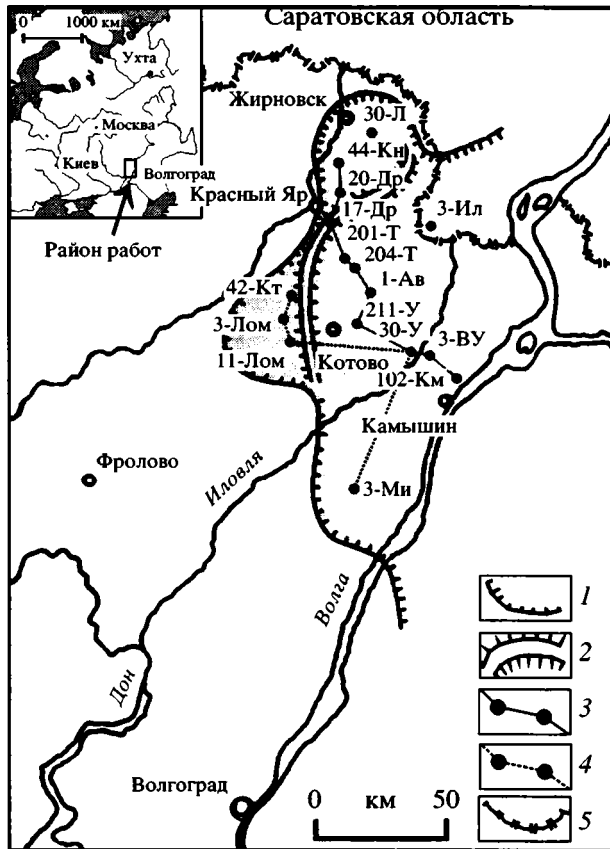 Саратовская область
0 1000 км
Ухта
Москва
Киев
Волгоград
Район работ
Жирновск
30-Л
44-Кн
20-Др
Красный Яр
17-Др
3-Ил
201-Т
204-Т
1-Ав
42-Кт
211-У
3-Лом
30-У
3-ВУ
11-Лом
Котово
102-Км
Камышин
Фролово
Иловля
3-Ми
Волга
Дон
Волгоград
0 км 50
1
2
3
4
5